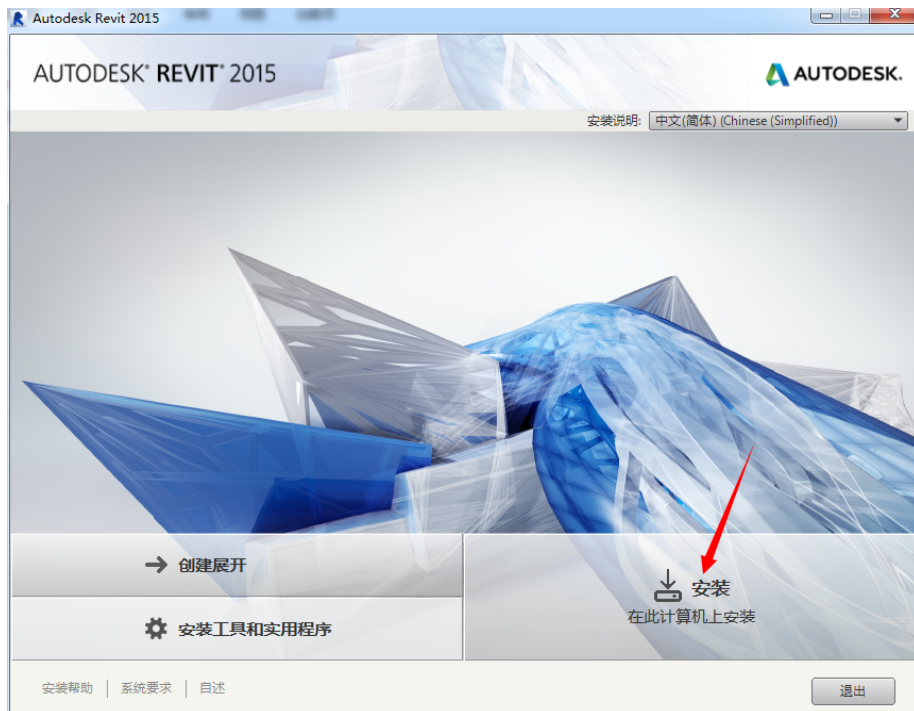 Autodesk Revit 2015
AUTODESK® REVIT® 2015
AUTODESK.
安装说明: 中文(简体) (Chinese (Simplified))
创建展开
安装工具和实用程序
安装
在此计算机上安装
安装帮助 | 系统要求 | 自述
退出